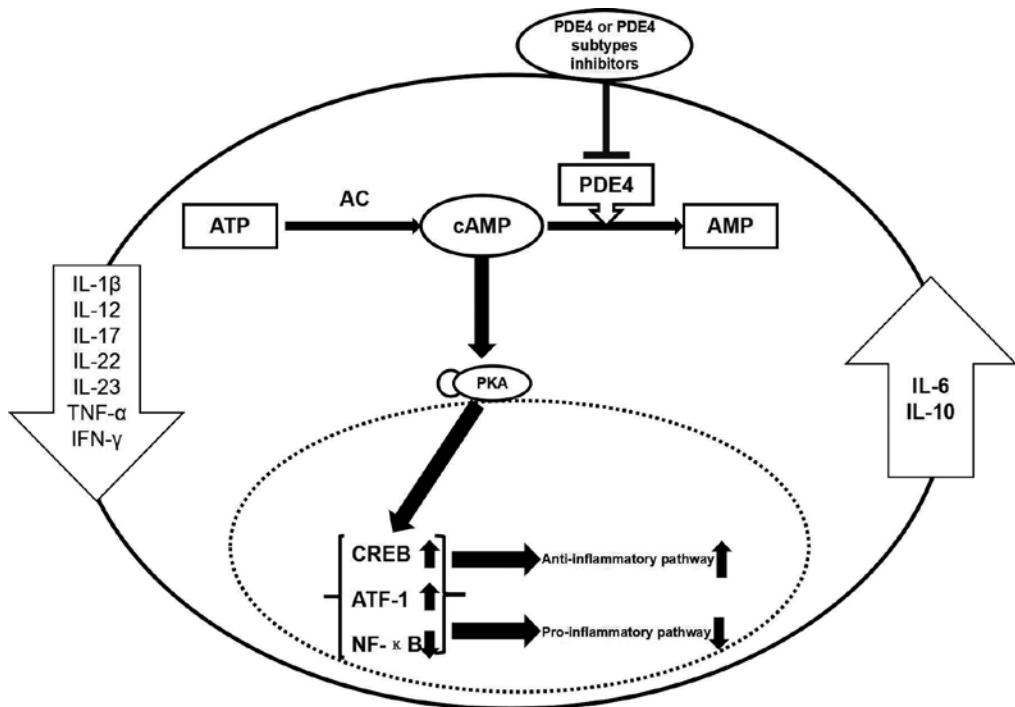 PDE4 or PDE4
subtypes
inhibitors
PDE4
AC
ATP
cAMP
AMP
IL-1β
IL-12
IL-17
IL-22
IL-23
TNF-α
IFN-γ
IL-6
IL-10
PKA
CREB
Anti-inflammatory pathway
ATF-1
NF-κB
Pro-inflammatory pathway